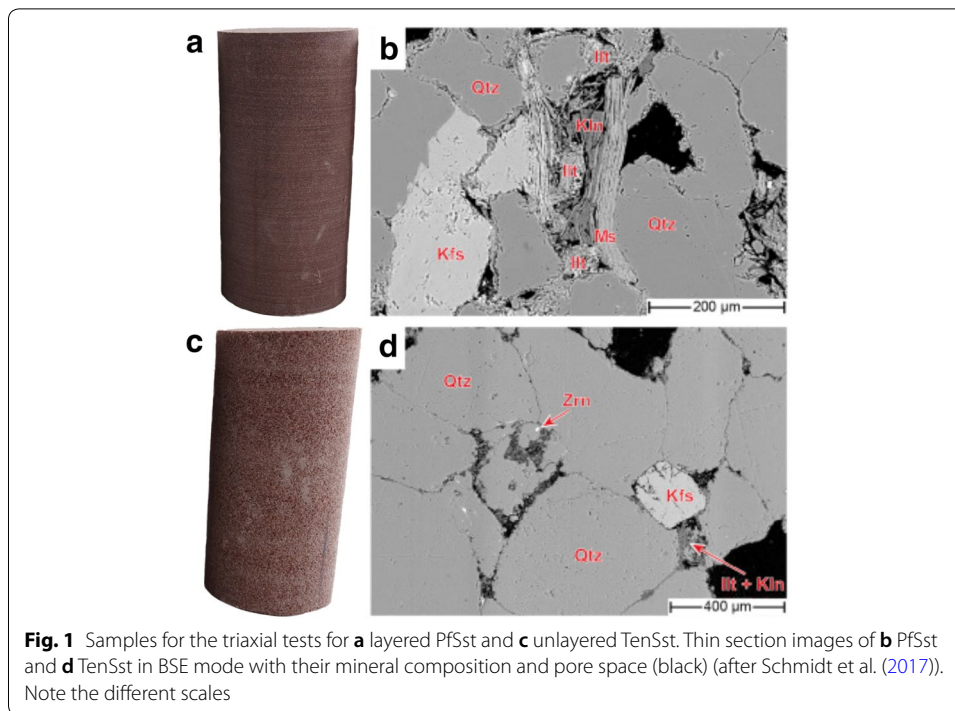 a
b
Ilt
Qtz
Kln
Ilt
Qtz
Ms
Kfs
Ilt
200 µm
c
d
Qtz
Zrn
Kfs
Qtz
Ilt + Kln
400 µm
Fig. 1 Samples for the triaxial tests for a layered PfSst and c unlayered TenSst. Thin section images of b PfSst
and d TenSst in BSE mode with their mineral composition and pore space (black) (after Schmidt et al. (2017)).
Note the different scales